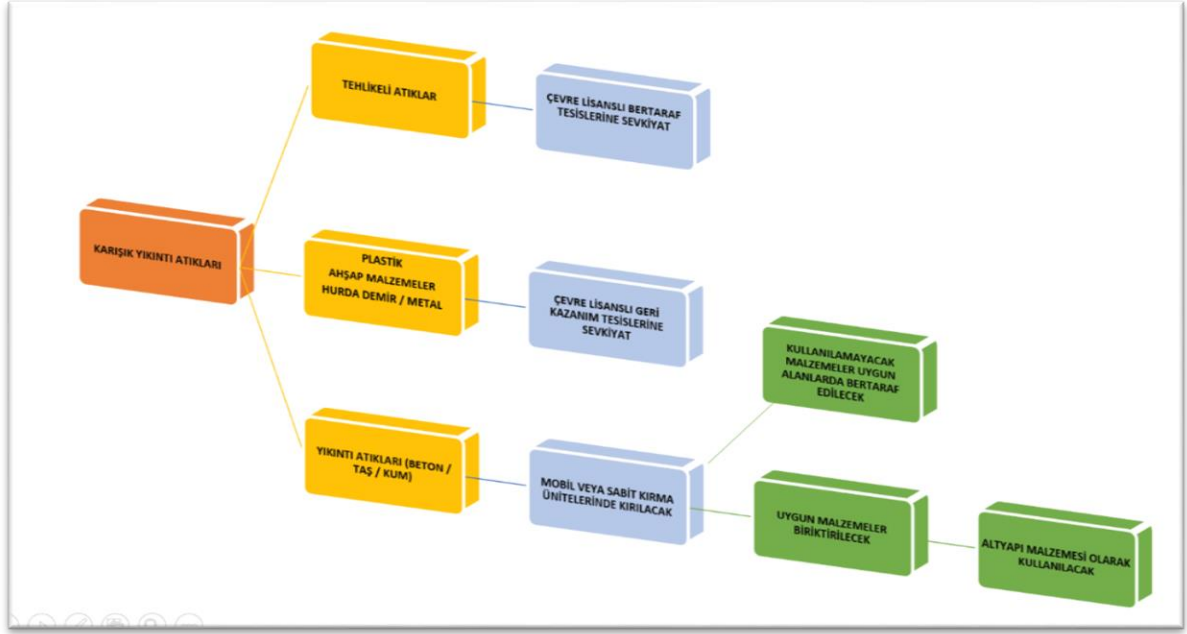 TEHLİKELİ ATIKLAR
ÇEVRE LİSANSLI BERTARAF
TESİSLERİNE SEVKİYAT
KARIŞIK YIKINTI ATIKLARI
PLASTİK
AHŞAP MALZEMELER
HURDA DEMİR / METAL
ÇEVRE LİSANSLI GERİ
KAZANIM TESİSLERİNE
SEVKİYAT
YIKINTI ATIKLARI (BETON /
TAŞ / KUM)
MOBİL VEYA SABİT KIRMA
ÜNİTELERİNDE KIRILACAK
KULLANILAMAYACAK
MALZEMELER UYGUN
ALANLARDA BERTARAF
EDİLECEK
UYGUN MALZEMELER
BİRİKTİRİLECEK
ALTYAPI MALZEMESİ OLARAK
KULLANILACAK